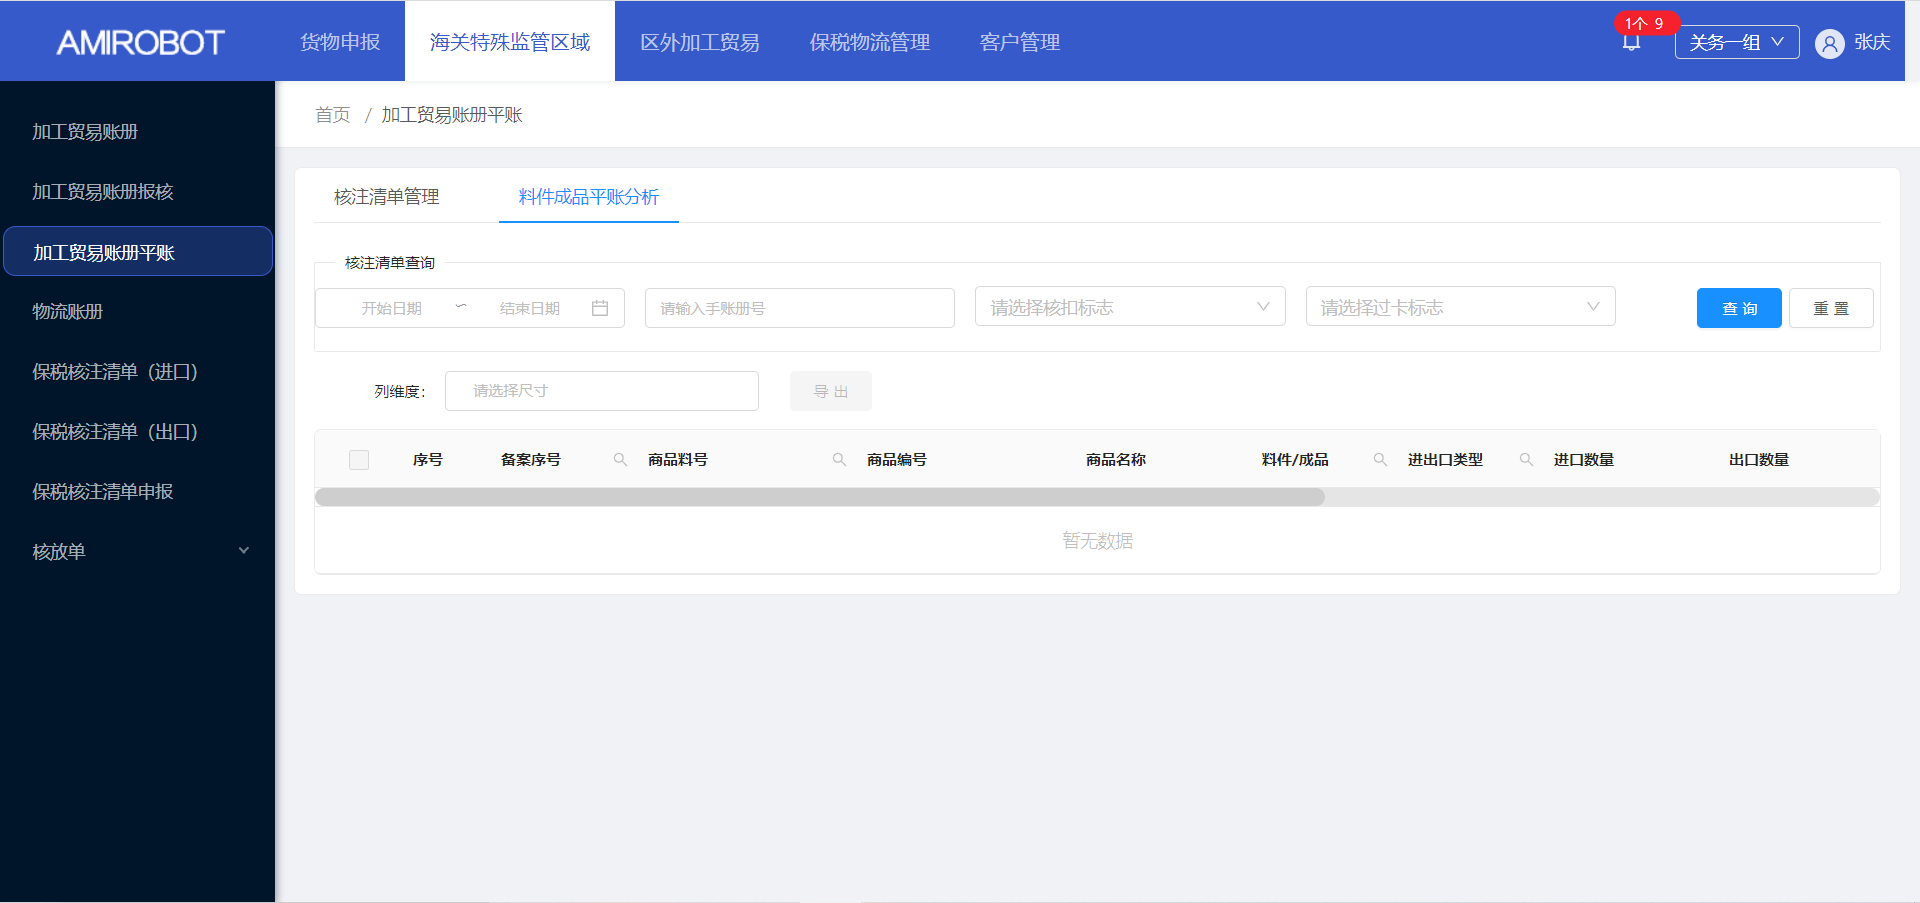 AMIROBOT
货物申报
海关特殊监管区域
区外加工贸易
保税物流管理
客户管理
1个 9
关务一组
张庆
加工贸易账册
加工贸易账册报核
加工贸易账册平账
物流账册
保税核注清单（进口）
保税核注清单（出口）
保税核注清单申报
核放单
首页 / 加工贸易账册平账
核注清单管理
料件成品平账分析
核注清单查询
开始日期 ~ 结束日期
请输入手账册号
请选择核扣标志
请选择过卡标志
查 询
重 置
列维度：
请选择尺寸
导 出
序号 备案序号 商品料号 商品编号 商品名称 料件/成品 进出口类型 进口数量 出口数量
暂无数据